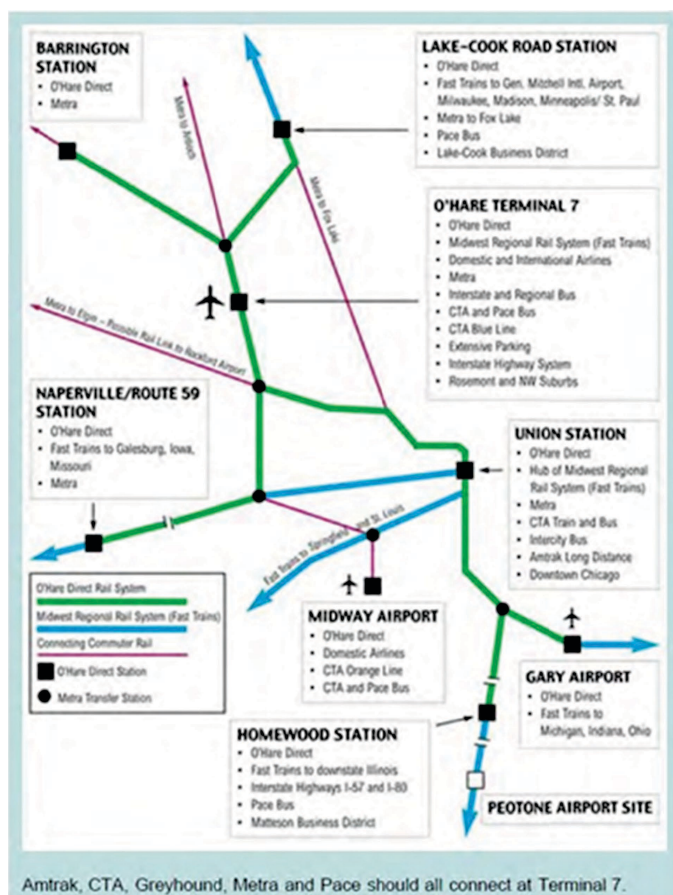 BARRINGTON
STATION
• O'Hare Direct
• Metra
LAKE-COOK ROAD STATION
• O'Hare Direct
• Fast Trains to Gen. Mitchell Intl. Airport,
Milwaukee, Madison, Minneapolis/ St. Paul
• Metra to Fox Lake
• Pace Bus
• Lake-Cook Business District
Metra to Antioch
Metra to Fox Lake
O'HARE TERMINAL 7
• O'Hare Direct
• Midwest Regional Rail System (Fast Trains)
• Domestic and International Airlines
• Metra
• Interstate and Regional Bus
• CTA and Pace Bus
• CTA Blue Line
• Extensive Parking
• Interstate Highway System
• Rosemont and NW Suburbs
Metra to Elgin – Possible Rail Link to Rockford Airport
NAPERVILLE/ROUTE 59
STATION
• O'Hare Direct
• Fast Trains to Galesburg, Iowa,
Missouri
• Metra
UNION STATION
• O'Hare Direct
• Hub of Midwest Regional
Rail System (Fast Trains)
• Metra
• CTA Train and Bus
• Intercity Bus
• Amtrak Long Distance
• Downtown Chicago
Fast Trains to Springfield and St. Louis
O'Hare Direct Rail System
Midwest Regional Rail System (Fast Trains)
Connecting Commuter Rail
O'Hare Direct Station
Metra Transfer Station
MIDWAY AIRPORT
• O'Hare Direct
• Domestic Airlines
• CTA Orange Line
• CTA and Pace Bus
GARY AIRPORT
• O'Hare Direct
• Fast Trains to
Michigan, Indiana, Ohio
HOMEWOOD STATION
• O'Hare Direct
• Fast Trains to downstate Illinois
• Interstate Highways I-57 and I-80
• Pace Bus
• Matteson Business District
PEOTONE AIRPORT SITE
Amtrak, CTA, Greyhound, Metra and Pace should all connect at Terminal 7.